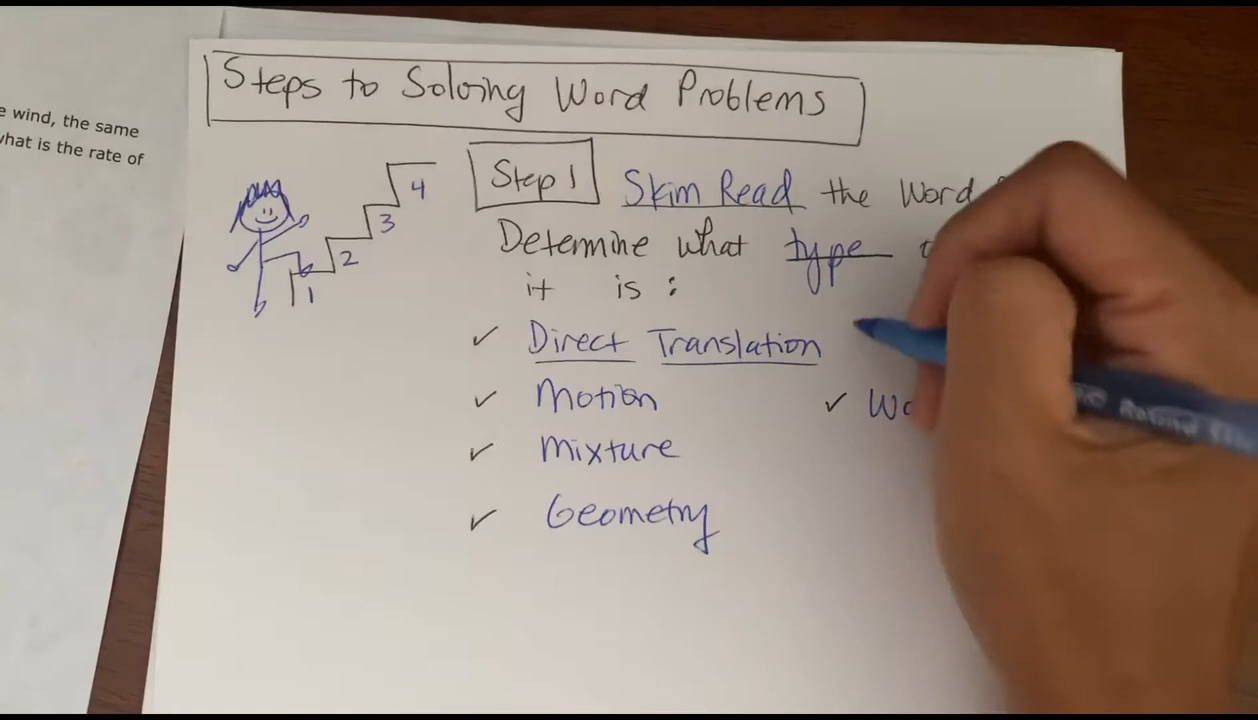 Steps to Solving Word Problems
e wind, the same
what is the rate of
1
2
3
4
Step 1 Skim Read the Word
Determine what type
it is :
✓ Direct Translation
✓ Motion ✓
✓ Mixture
✓ Geometry